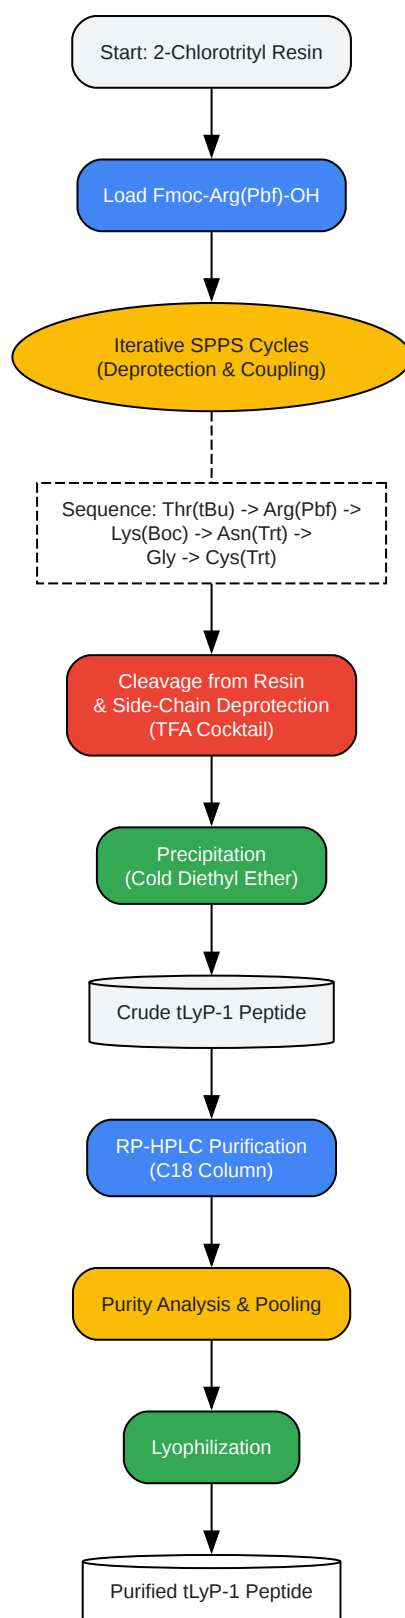 Start: 2-Chlorotrityl Resin
Load Fmoc-Arg(Pbf)-OH
Iterative SPPS Cycles
(Deprotection & Coupling)
Sequence: Thr(tBu) -> Arg(Pbf) ->
Lys(Boc) -> Asn(Trt) ->
Gly -> Cys(Trt)
Cleavage from Resin
& Side-Chain Deprotection
(TFA Cocktail)
Precipitation
(Cold Diethyl Ether)
Crude tLyP-1 Peptide
RP-HPLC Purification
(C18 Column)
Purity Analysis & Pooling
Lyophilization
Purified tLyP-1 Peptide